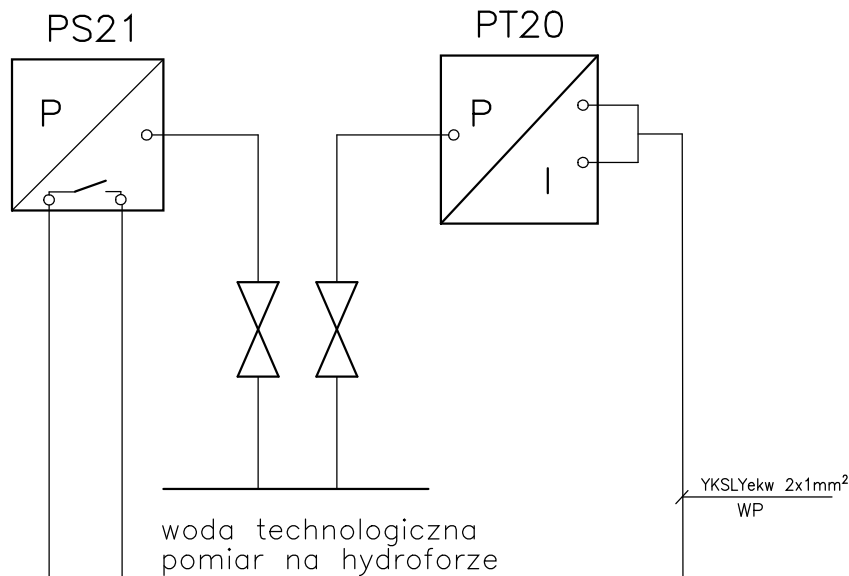 PS21
PT20
P
P
I
YKSLYekw 2x1mm²
WP
woda technologiczna
pomiar na hydroforze